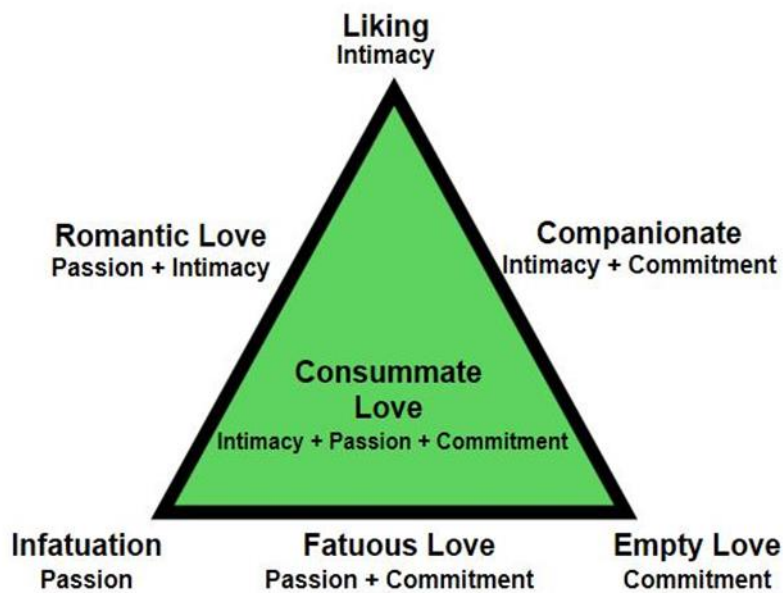 Liking
Intimacy
Romantic Love
Passion + Intimacy
Companionate
Intimacy + Commitment
Consummate
Love
Intimacy + Passion + Commitment
Infatuation
Passion
Fatuous Love
Passion + Commitment
Empty Love
Commitment